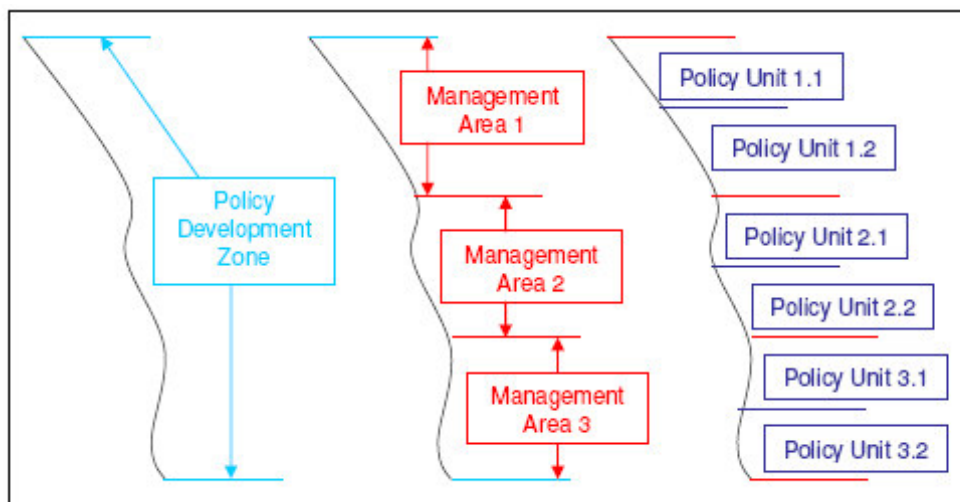 Policy
Development
Zone
Management
Area 1
Management
Area 2
Management
Area 3
Policy Unit 1.1
Policy Unit 1.2
Policy Unit 2.1
Policy Unit 2.2
Policy Unit 3.1
Policy Unit 3.2